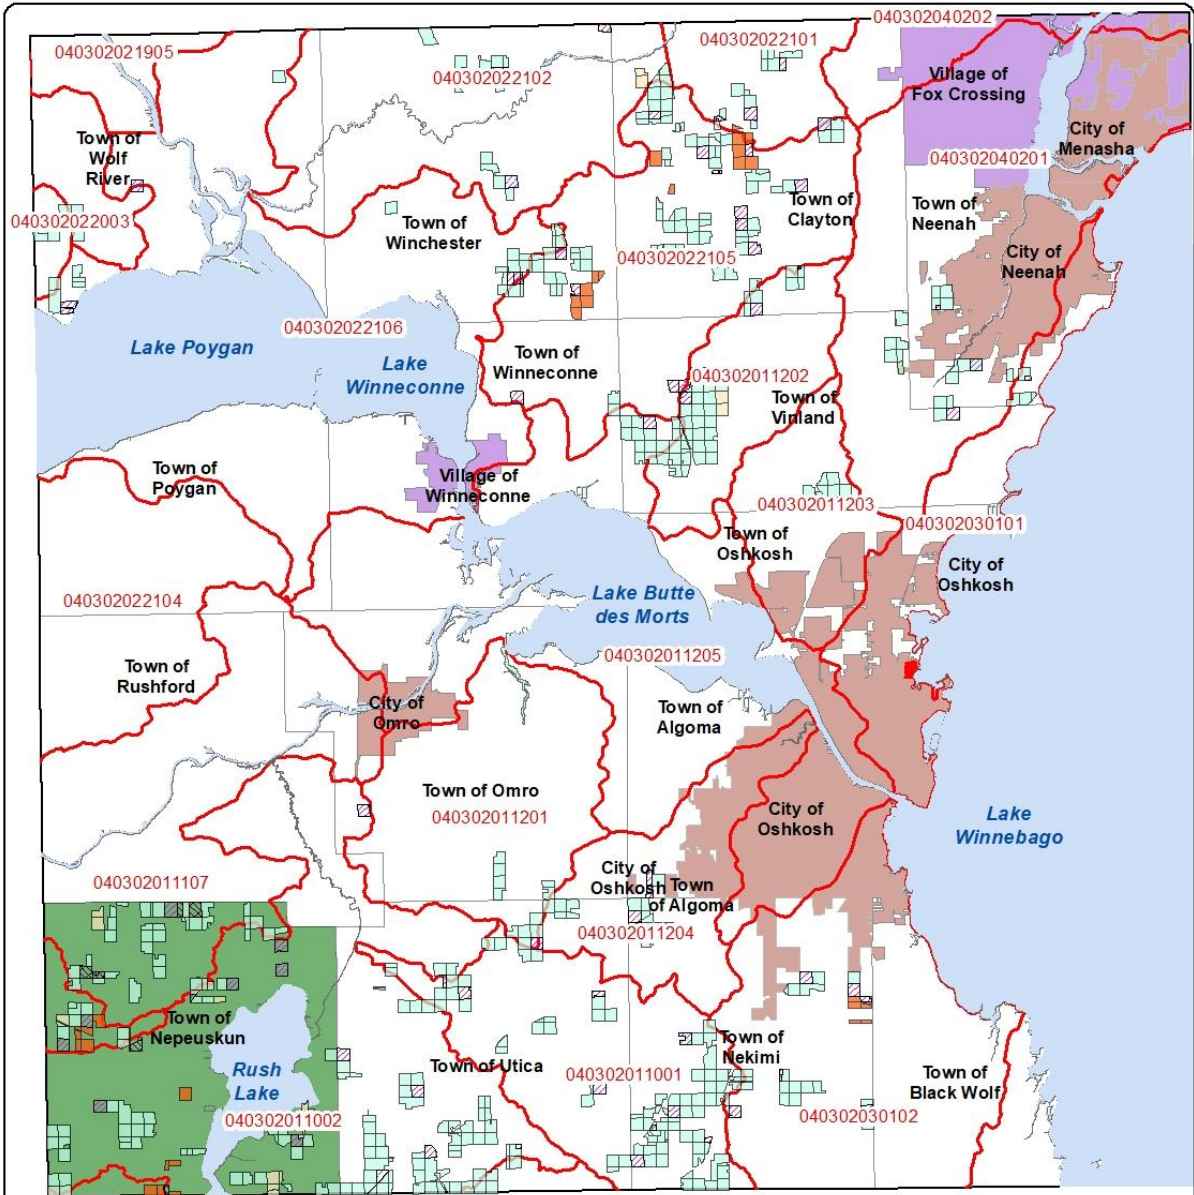 040302040202
040302021905
040302022101
040302022102
Village of
Fox Crossing
Town of
Wolf
River
City of
Menasha
040302040201
040302022003
Town of
Winchester
Town of
Clayton
Town of
Neenah
City of
Neenah
040302022105
040302022106
Lake Poygan
Lake
Winneconne
Town of
Winneconne
040302011202
Town of
Vinland
Town of
Poygan
Village of
Winneconne
040302011203
040302030101
Town of
Oshkosh
City of
Oshkosh
040302022104
Lake Butte
des Morts
040302011205
Town of
Rushford
City of
Omro
Town of
Algoma
Town of Omro
040302011201
City of
Oshkosh
Lake
Winnebago
040302011107
City of
Oshkosh
Town
of Algoma
040302011204
Town of
Nepeuskun
Rush
Lake
Town of Utica
Town of
Nekimi
040302011001
Town of
Black Wolf
040302011002
040302030102